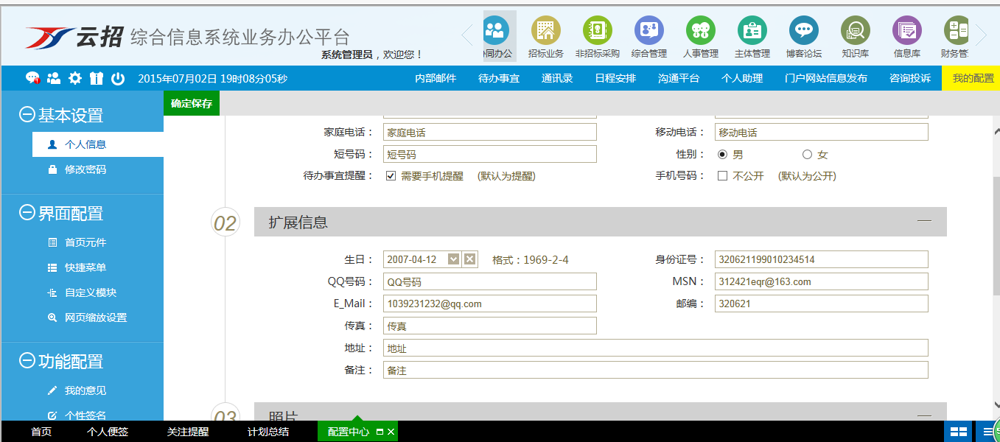 云招 综合信息系统业务办公平台
系统管理员，欢迎您！
协同办公 招标业务 非招标采购 综合管理 人事管理 主体管理 博客论坛 知识库 信息库 财务管
2015年07月02日 19时08分05秒 内部邮件 待办事宜 通讯录 日程安排 沟通平台 个人助理 门户网站信息发布 咨询投诉 我的配置
确定保存
基本设置
个人信息
修改密码
界面配置
首页元件
快捷菜单
自定义模块
网页缩放设置
功能配置
我的意见
个性签名
家庭电话： 家庭电话 移动电话： 移动电话
短号码： 短号码 性别： 男 女
待办事宜提醒： 需要手机提醒 (默认为提醒) 手机号码： 不公开 (默认为公开)
02 扩展信息
生日： 2007-04-12 格式：1969-2-4 身份证号： 320621199010234514
QQ号码： QQ号码 MSN： 312421eqr@163.com
E_Mail： 1039231232@qq.com 邮编： 320621
传真： 传真
地址： 地址
备注： 备注
03 照片
首页 个人便签 关注提醒 计划总结 配置中心